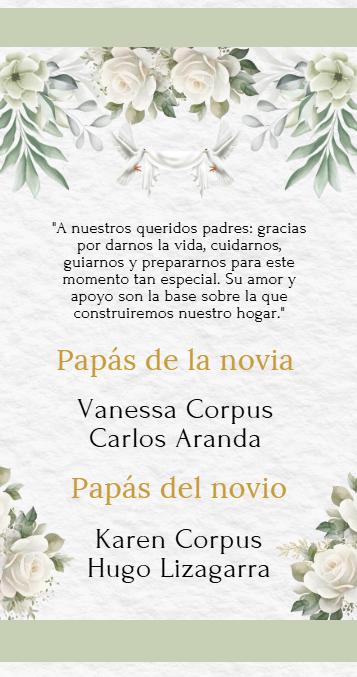 "A nuestros queridos padres: gracias
por darnos la vida, cuidarnos,
guiarnos y prepararnos para este
momento tan especial. Su amor y
apoyo son la base sobre la que
construiremos nuestro hogar."
Papás de la novia
Vanessa Corpus
Carlos Aranda
Papás del novio
Karen Corpus
Hugo Lizagarra